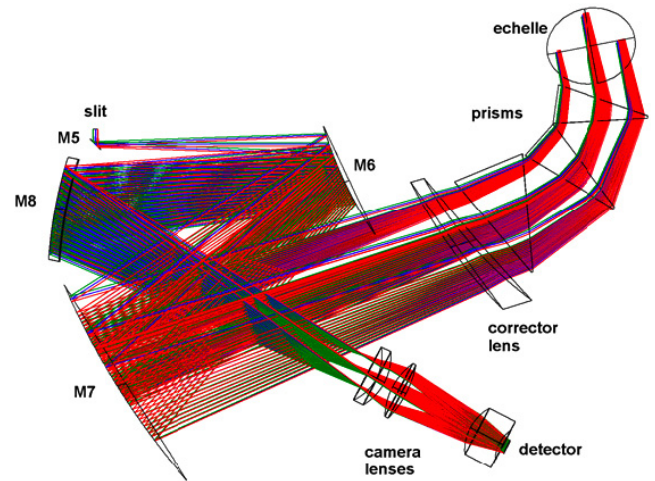 echelle
slit
M5
prisms
M6
M8
corrector
lens
M7
camera
lenses
detector